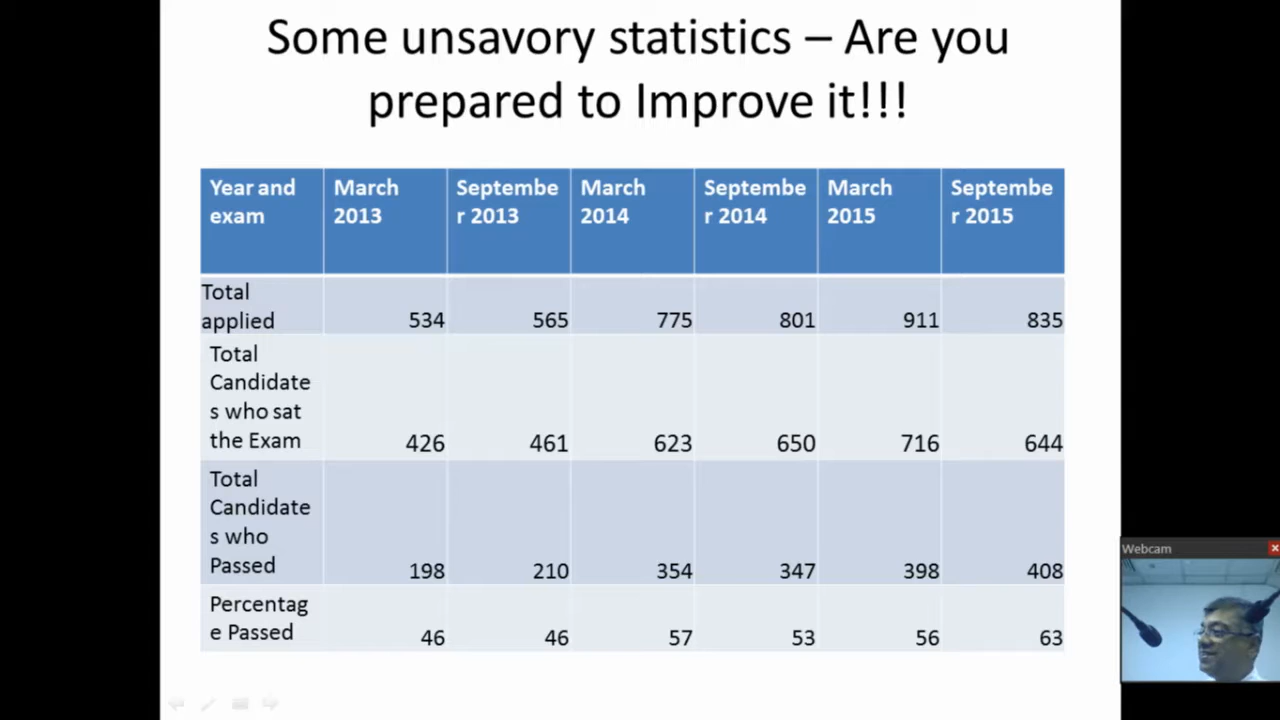 Some unsavory statistics – Are you
prepared to Improve it!!!
Year and
exam
March
2013
Septembe
r 2013
March
2014
Septembe
r 2014
March
2015
Septembe
r 2015
Total
applied
534
565
775
801
911
835
Total
Candidate
s who sat
the Exam
426
461
623
650
716
644
Total
Candidate
s who
Passed
198
210
354
347
398
408
Percentag
e Passed
46
46
57
53
56
63
Webcam